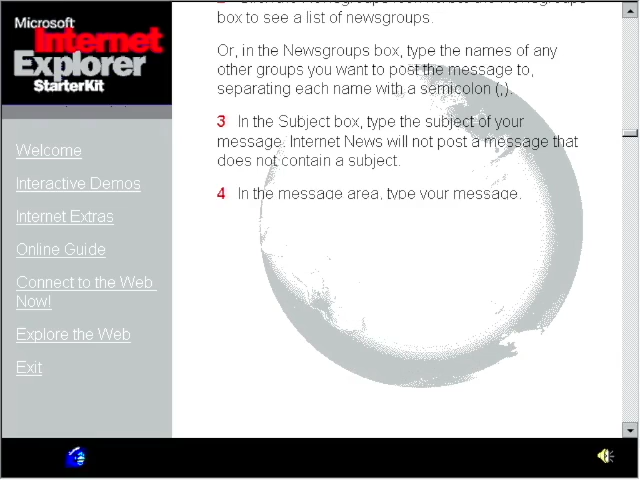 Microsoft
Internet
Explorer
StarterKit
Welcome
Interactive Demos
Internet Extras
Online Guide
Connect to the Web
Now!
Explore the Web
Exit
box to see a list of newsgroups.
Or, in the Newsgroups box, type the names of any
other groups you want to post the message to,
separating each name with a semicolon (;).
3 In the Subject box, type the subject of your
message. Internet News will not post a message that
does not contain a subject.
4 In the message area, type your message.